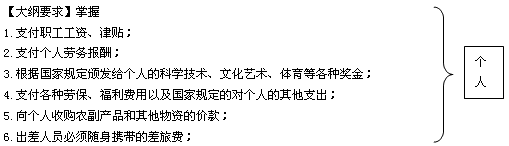 【大纲要求】掌握
1.支付职工工资、津贴；
2.支付个人劳务报酬；
3.根据国家规定颁发给个人的科学技术、文化艺术、体育等各种奖金；
4.支付各种劳保、福利费用以及国家规定的对个人的其他支出；
5.向个人收购农副产品和其他物资的价款；
6.出差人员必须随身携带的差旅费；
个
人